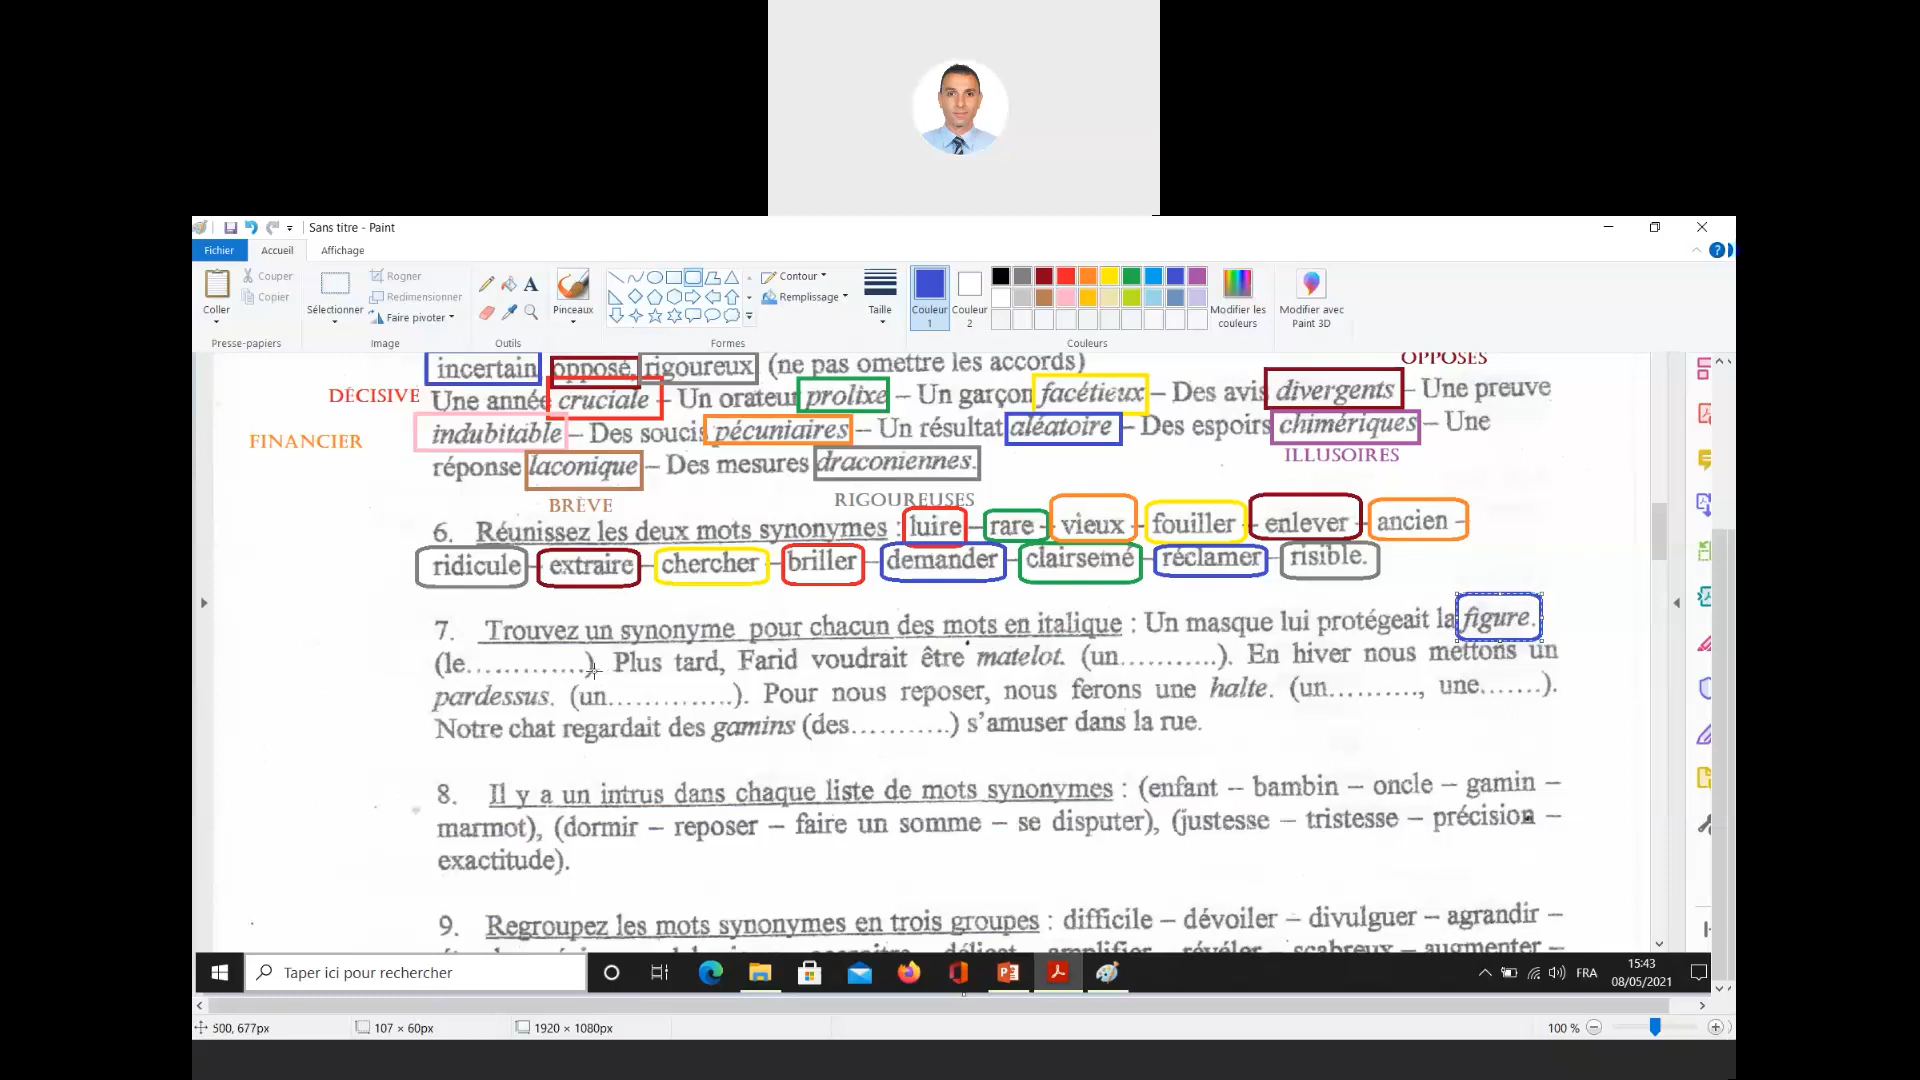 Sans titre - Paint
Fichier Accueil Affichage
Coller
Couper
Copier
Presse-papiers
Sélectionner
Rogner
Redimensionner
Faire pivoter
Image
Outils
Pinceaux
Formes
Contour
Remplissage
Taille
Couleur 1
Couleur 2
Couleurs
Modifier les couleurs
Modifier avec Paint 3D
OPPOSÉS
incertain, opposé, rigoureux (ne pas omettre les accords)
DÉCISIVE
Une année cruciale – Un orateur prolixe – Un garçon facétieux – Des avis divergents – Une preuve
FINANCIER
indubitable – Des soucis pécuniaires – Un résultat aléatoire – Des espoirs chimériques – Une
ILLUSOIRES
réponse laconique – Des mesures draconiennes.
BRÈVE RIGOUREUSES
6. Réunissez les deux mots synonymes : luire – rare – vieux – fouiller – enlever – ancien –
ridicule – extraire – chercher – briller – demander – clairsemé – réclamer – risible.
7. Trouvez un synonyme pour chacun des mots en italique : Un masque lui protégeait la figure.
(le.............). Plus tard, Farid voudrait être matelot. (un...........). En hiver nous mettons un
pardessus. (un..............). Pour nous reposer, nous ferons une halte. (un.........., une.......).
Notre chat regardait des gamins (des...........) s'amuser dans la rue.
8. Il y a un intrus dans chaque liste de mots synonymes : (enfant – bambin – oncle – gamin –
marmot), (dormir – reposer – faire un somme – se disputer), (justesse – tristesse – précision –
exactitude).
9. Regroupez les mots synonymes en trois groupes : difficile – dévoiler – divulguer – agrandir –
délicat – amplifier – révéler – scabreux – augmenter –
Taper ici pour rechercher
FRA
15:43
08/05/2021
500, 677px
107 × 60px
1920 × 1080px
100 %